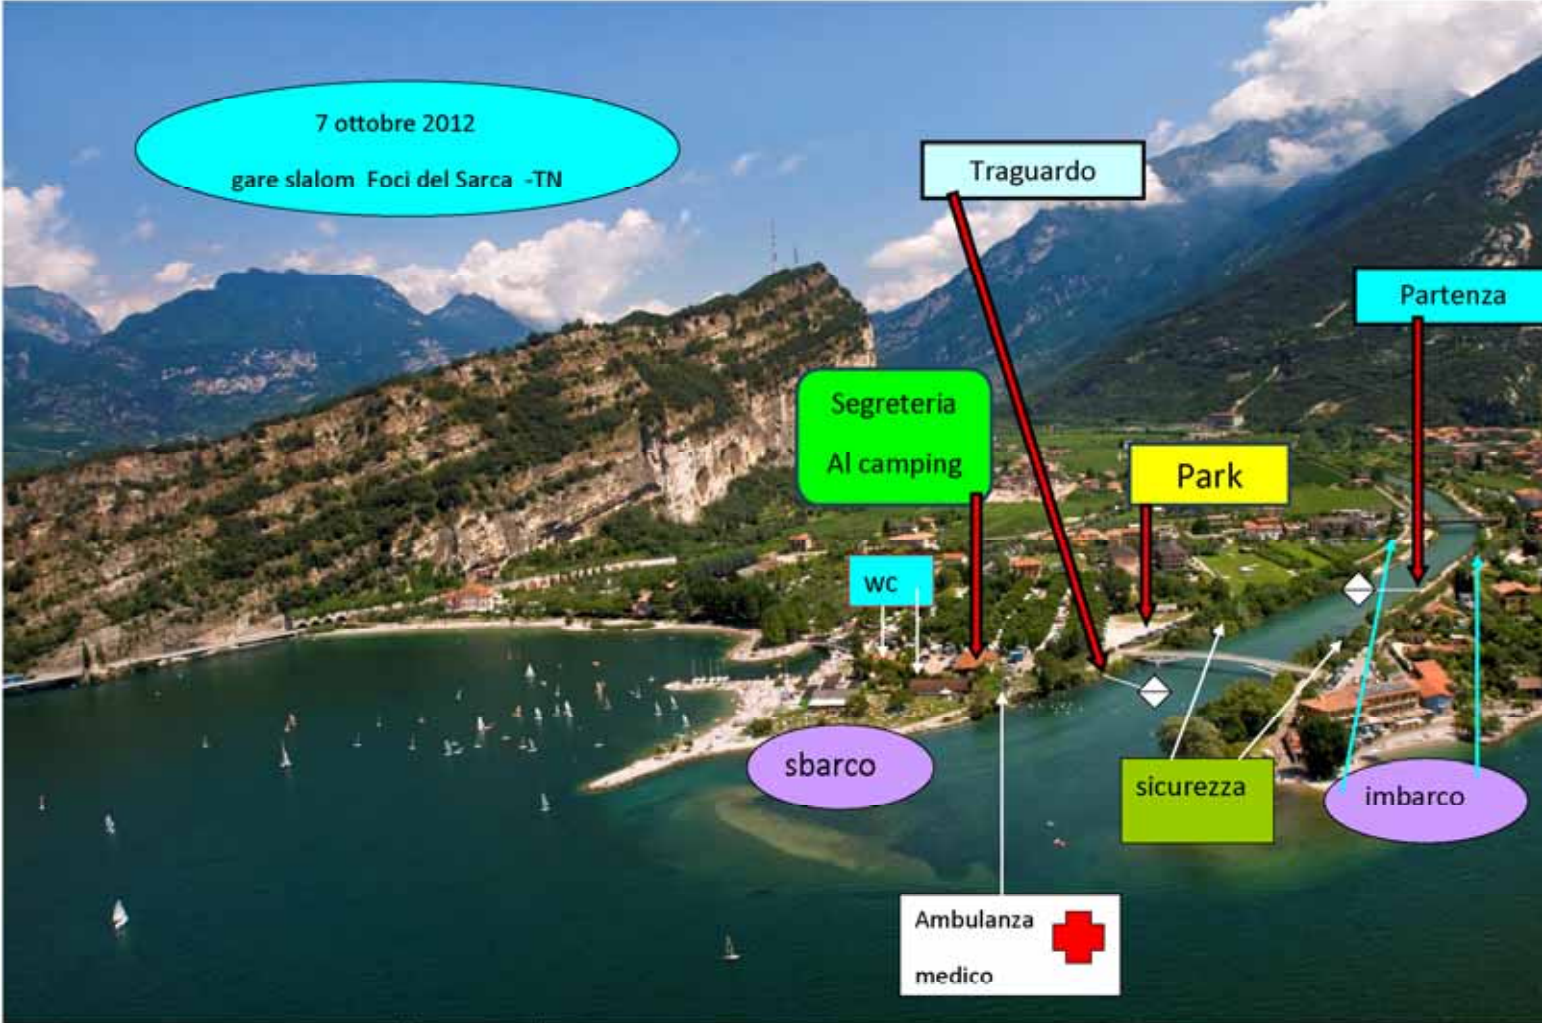 7 ottobre 2012
gare slalom Foci del Sarca -TN
Traguardo
Partenza
Segreteria
Al camping
Park
wc
sbarco
sicurezza
imbarco
Ambulanza
medico